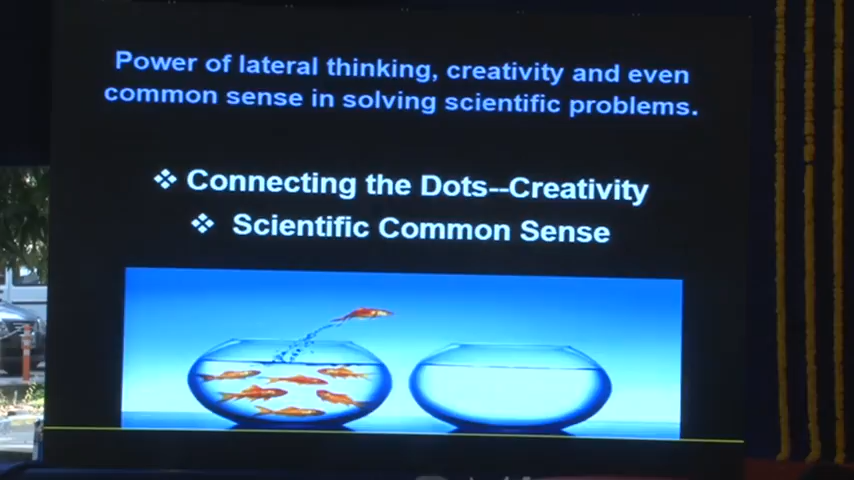 Power of lateral thinking, creativity and even
common sense in solving scientific problems.
❖ Connecting the Dots--Creativity
❖ Scientific Common Sense